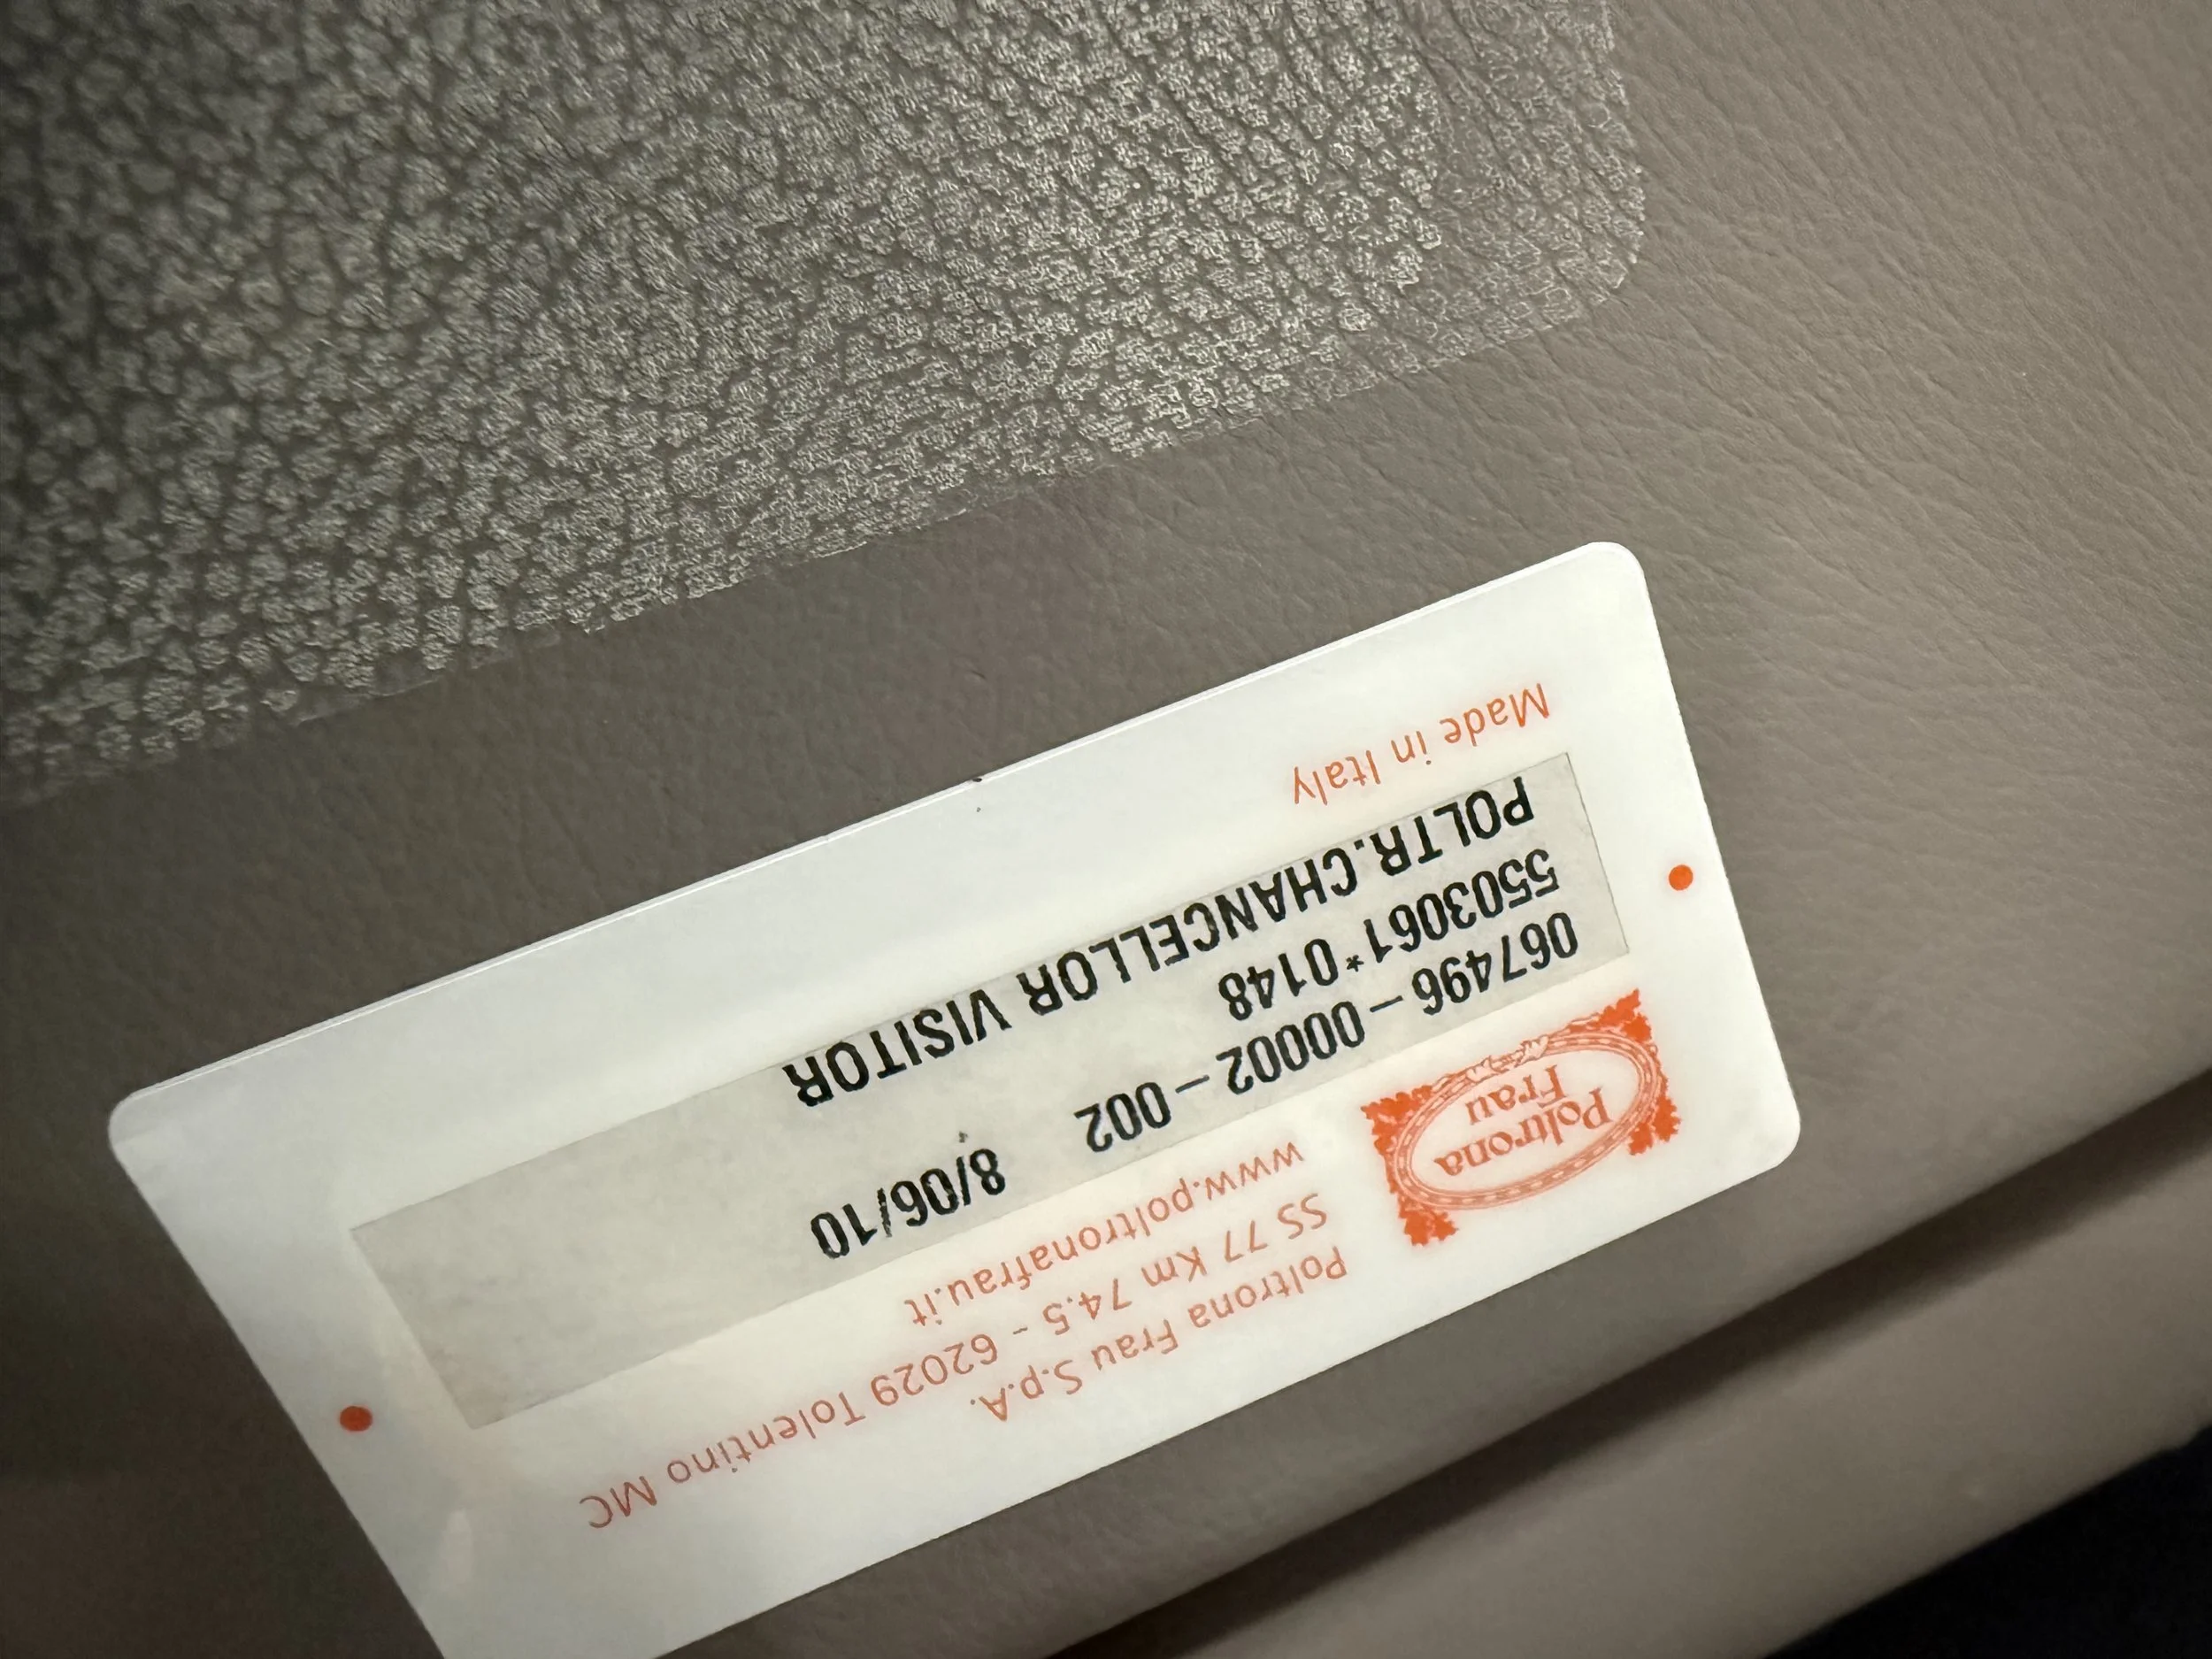 Poltrona Frau S.p.A.
SS 77 Km 74.5 - 62029 Tolentino MC
www.poltronafrau.it
Poltrona
Frau
067496-00002-002 8/06/10
5503061*0148
POLTR.CHANCELLOR VISITOR
Made in Italy